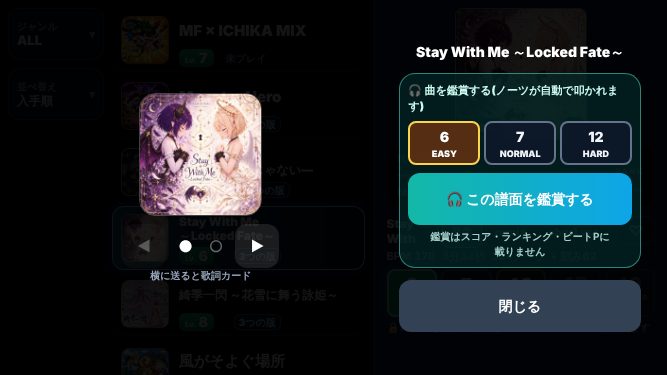 ジャンル
ALL
並べ替え
入手順
MF × ICHIKA MIX
Lv. 7 未プレイ
Stay With Me
~Locked Fate~
Stay With Me
~Locked Fate~
3つの版
横に送ると歌詞カード
綺季一閃 ～花雪に舞う詠姫～
Lv. 8 3つの版
風がそよぐ場所
Stay With Me ～Locked Fate～
🎧 曲を鑑賞する(ノーツが自動で叩かれま
す)
6 7 12
EASY NORMAL HARD
🎧 この譜面を鑑賞する
鑑賞はスコア・ランキング・ビートPに
載りません
閉じる